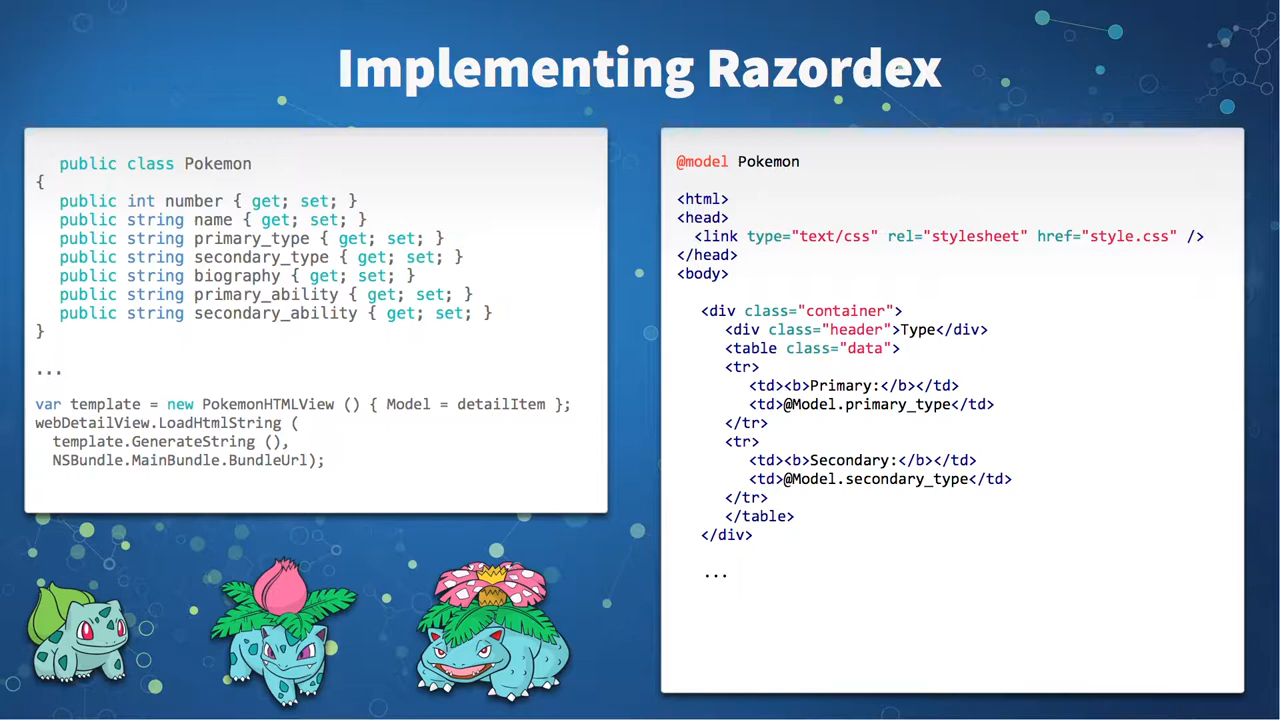 Implementing Razordex
public class Pokemon
{
public int number { get; set; }
public string name { get; set; }
public string primary_type { get; set; }
public string secondary_type { get; set; }
public string biography { get; set; }
public string primary_ability { get; set; }
public string secondary_ability { get; set; }
}
...
var template = new PokemonHTMLView () { Model = detailItem };
webDetailView.LoadHtmlString (
template.GenerateString (),
NSBundle.MainBundle.BundleUrl);
@model Pokemon
<html>
<head>
<link type="text/css" rel="stylesheet" href="style.css" />
</head>
<body>
<div class="container">
<div class="header">Type</div>
<table class="data">
<tr>
<td><b>Primary:</b></td>
<td>@Model.primary_type</td>
</tr>
<tr>
<td><b>Secondary:</b></td>
<td>@Model.secondary_type</td>
</tr>
</table>
</div>
...